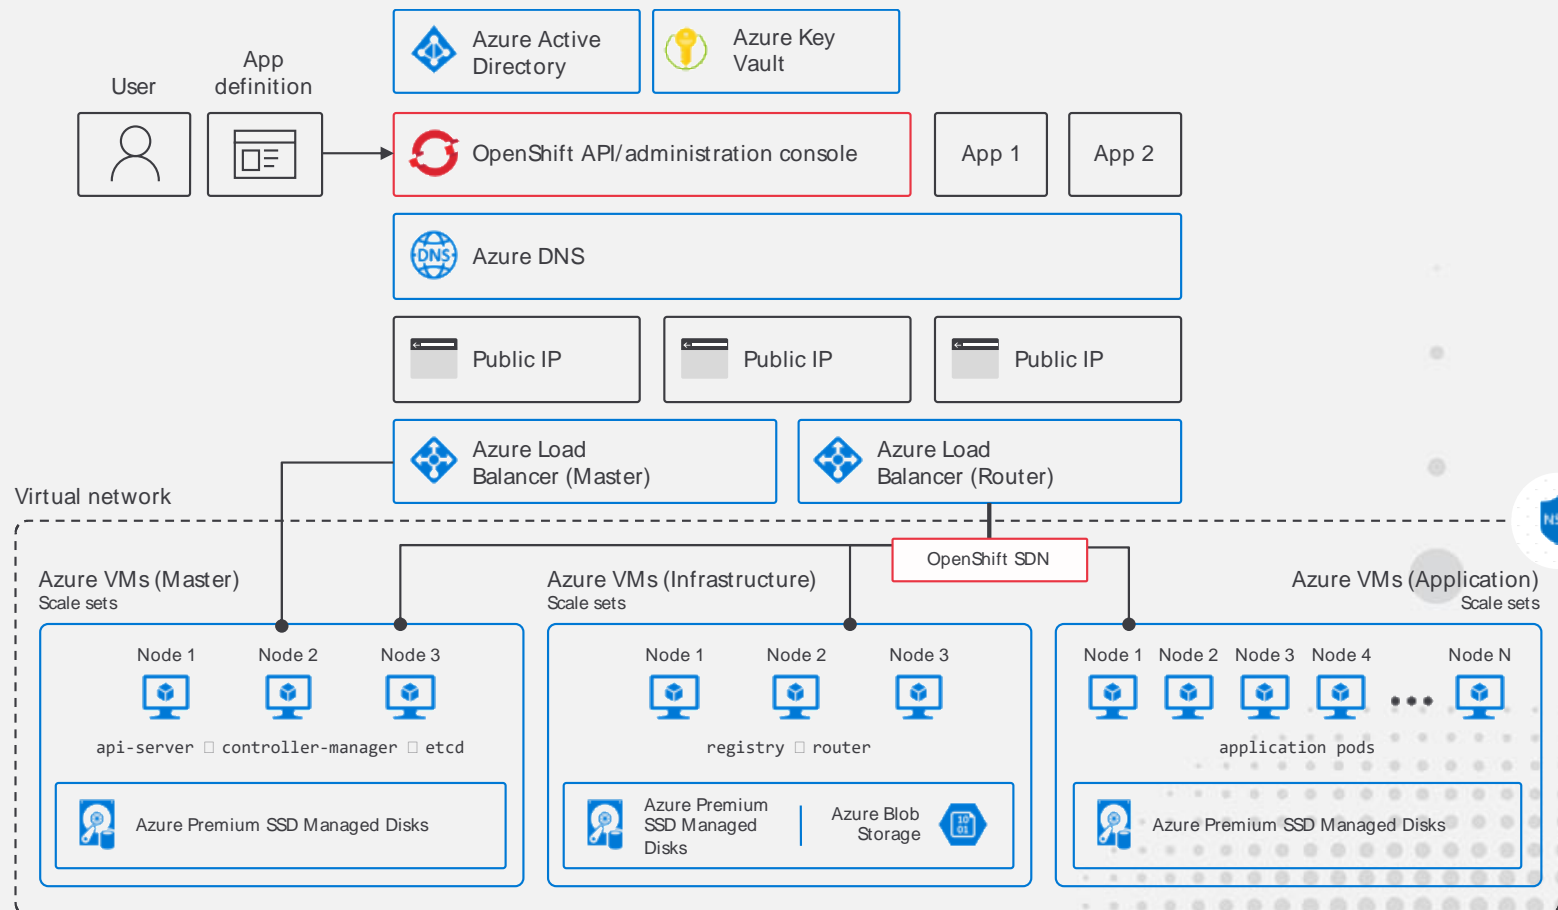 Azure Active
Directory
Azure Key
Vault
User
App
definition
OpenShift API/administration console
App 1
App 2
DNS
Azure DNS
Public IP
Public IP
Public IP
Azure Load
Balancer (Master)
Azure Load
Balancer (Router)
Virtual network
OpenShift SDN
Azure VMs (Master)
Scale sets
Azure VMs (Infrastructure)
Scale sets
Azure VMs (Application)
Scale sets
Node 1
Node 2
Node 3
Node 1
Node 2
Node 3
Node 1
Node 2
Node 3
Node 4
Node N
api-server □ controller-manager □ etcd
registry □ router
application pods
Azure Premium SSD Managed Disks
Azure Premium
SSD Managed
Disks
Azure Blob
Storage
10
01
Azure Premium SSD Managed Disks